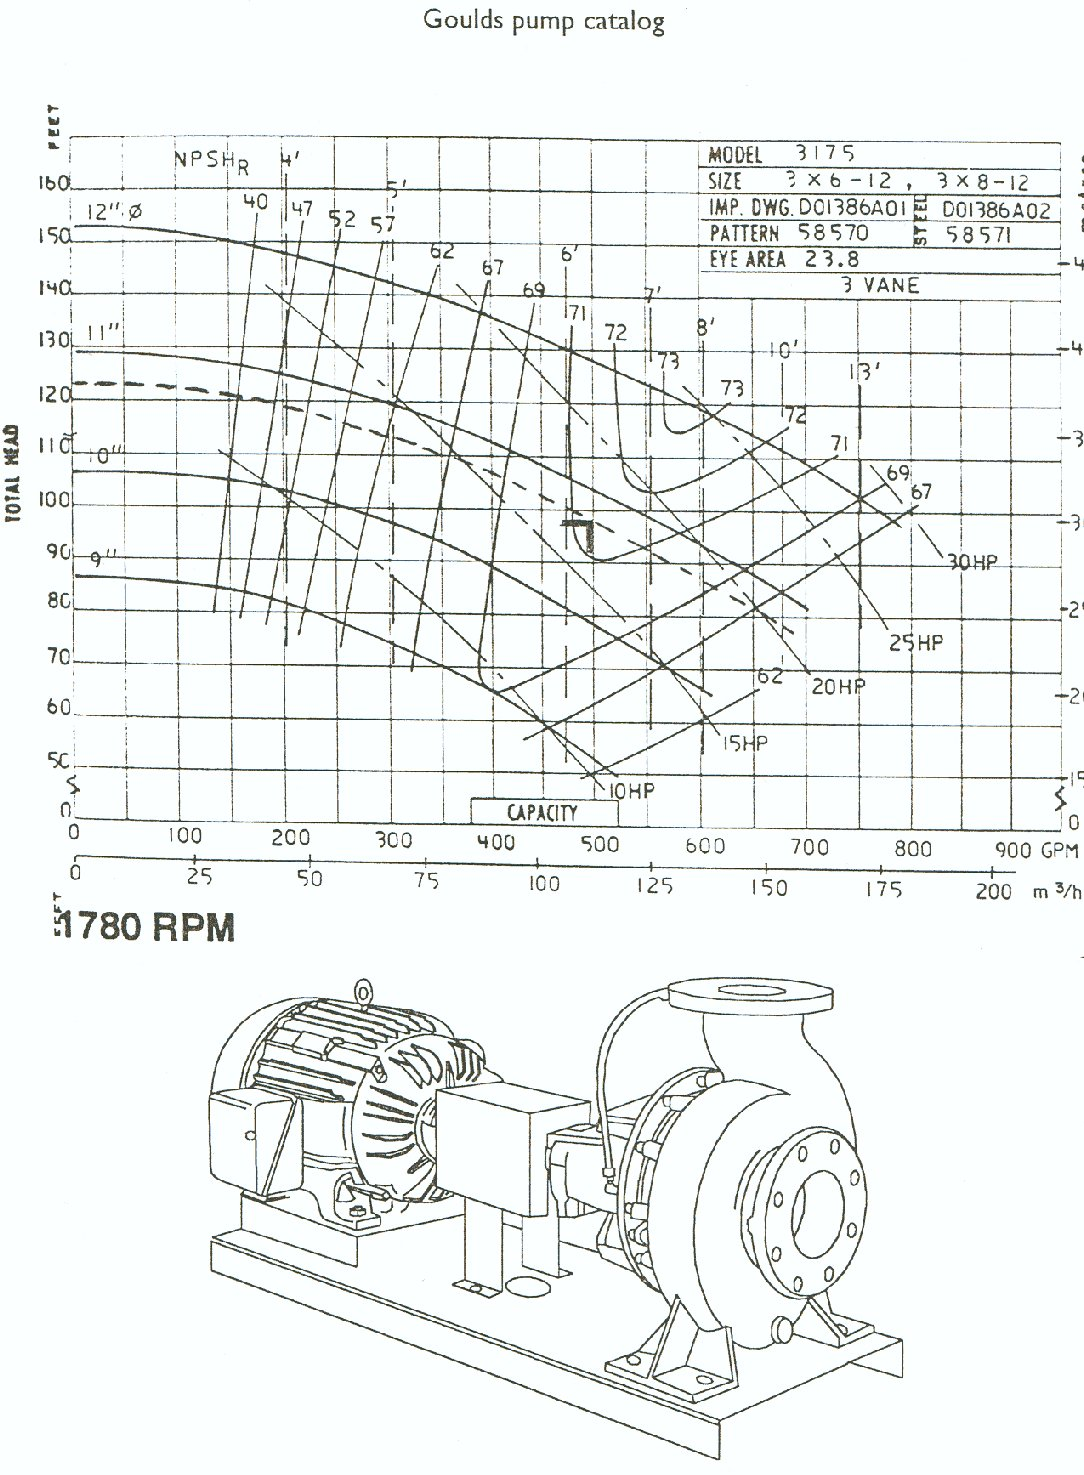 Goulds pump catalog
FEET
NPSHR 4'
5'
6'
7'
8'
10'
13'
MODEL 3175
SIZE 3 X 6-12 , 3 X 8-12
IMP. DWG. D01386A01 STEEL D01386A02
PATTERN 58570 58571
EYE AREA 23.8
3 VANE
160
150
140
130
120
110
100
90
80
70
60
50
0
TOTAL HEAD
12" Ø
11"
10"
9"
40
47
52
57
62
67
69
71
72
73
73
72
71
69
67
62
30HP
25HP
20HP
15HP
10HP
CAPACITY
0 100 200 300 400 500 600 700 800 900 GPM
0 25 50 75 100 125 150 175 200 m³/h
1780 RPM